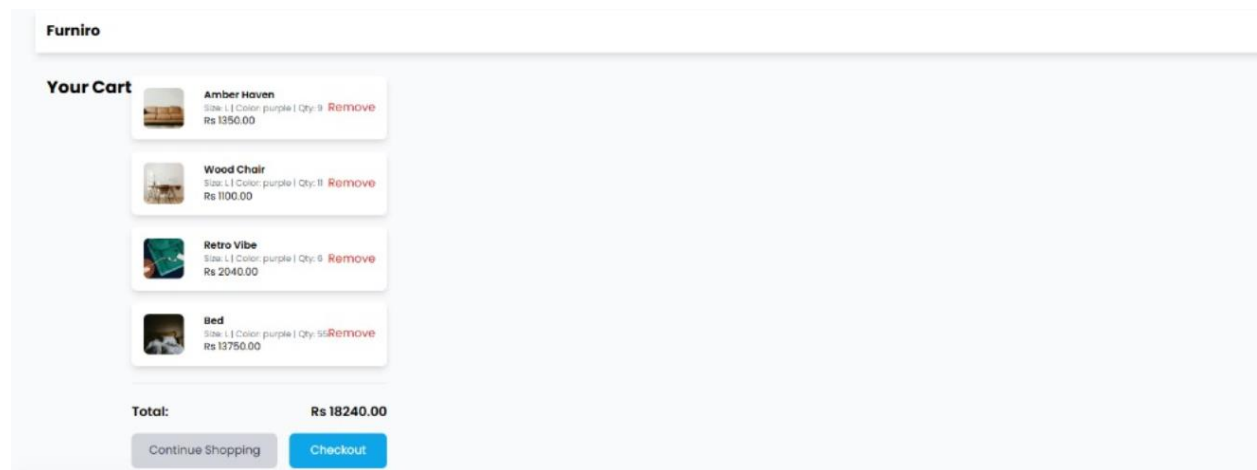 Furniro
Your Cart
Amber Haven
Size: L | Color: purple | Qty: 9 Remove
Rs 1350.00
Wood Chair
Size: L | Color: purple | Qty: 11 Remove
Rs 1100.00
Retro Vibe
Size: L | Color: purple | Qty: Remove
Rs 2040.00
Bed
Size: L | Color: purple | Qty: 55 Remove
Rs 13750.00
Total: Rs 18240.00
Continue Shopping Checkout